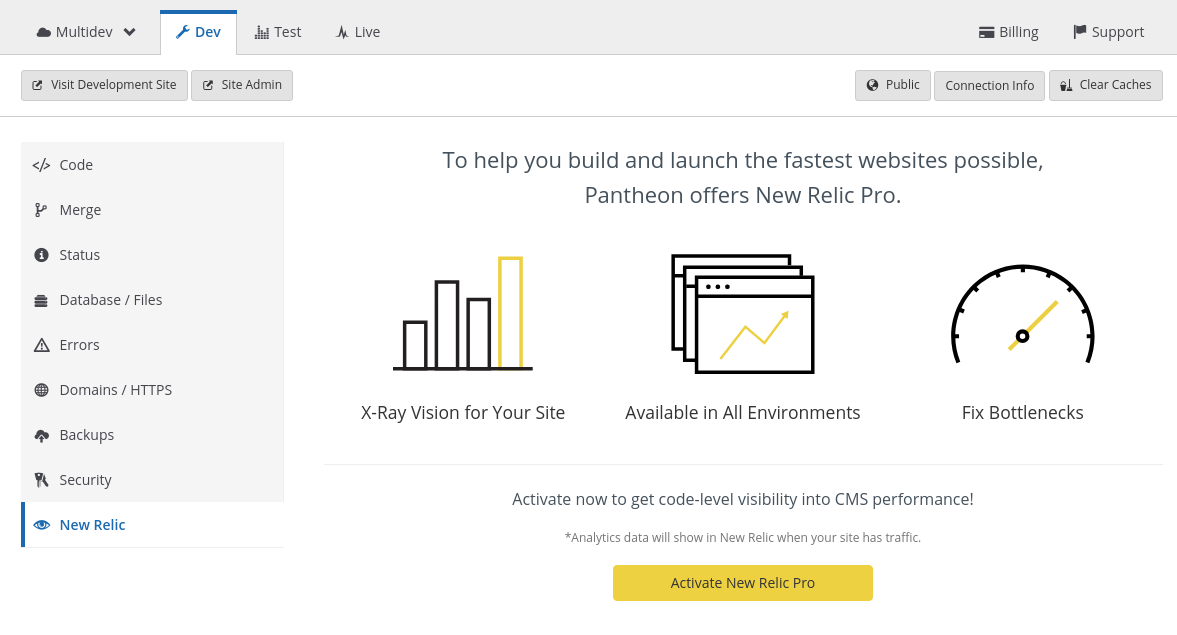 Multidev Dev Test Live Billing Support
Visit Development Site Site Admin Public Connection Info Clear Caches
Code
Merge
Status
Database / Files
Errors
Domains / HTTPS
Backups
Security
New Relic
To help you build and launch the fastest websites possible,
Pantheon offers New Relic Pro.
X-Ray Vision for Your Site Available in All Environments Fix Bottlenecks
Activate now to get code-level visibility into CMS performance!
*Analytics data will show in New Relic when your site has traffic.
Activate New Relic Pro